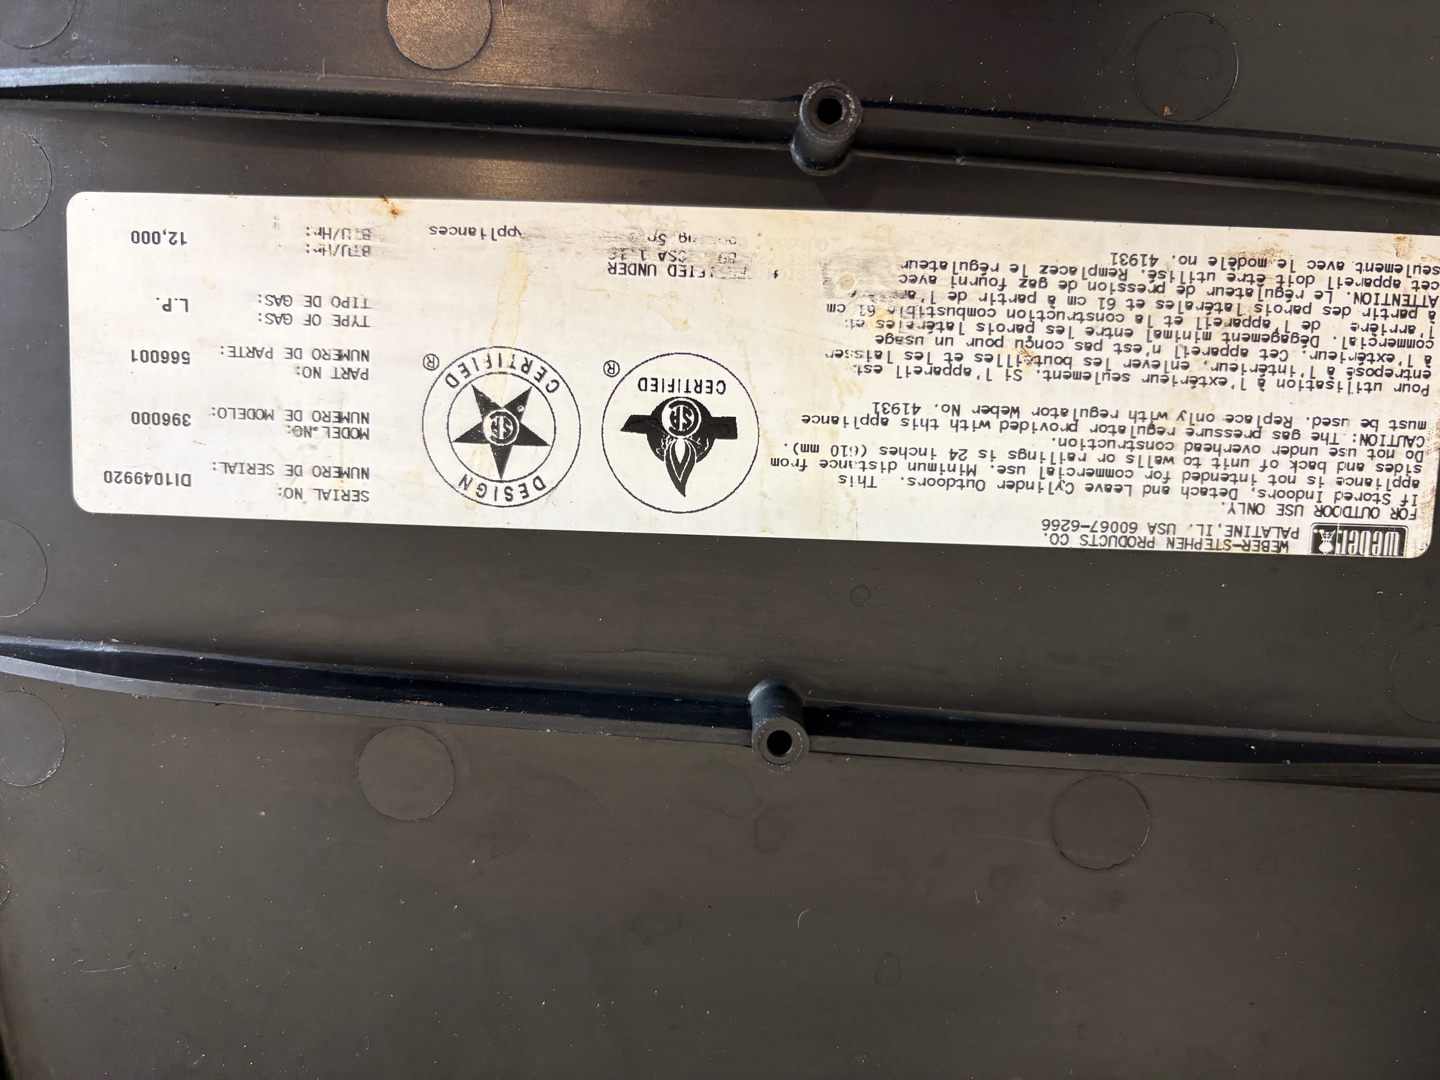 weber
WEBER-STEPHEN PRODUCTS CO.
PALATINE, IL. USA 60067-6266
FOR OUTDOOR USE ONLY.
If Stored Indoors, Detach and Leave Cylinder Outdoors. This
appliance is not intended for commercial use. Minimun distance from
sides and back of unit to walls or railings is 24 inches (610 mm).
Do not use under overhead construction.
CAUTION: The gas pressure regulator provided with this appliance
must be used. Replace only with regulator Weber No. 41931
Pour utilisation à l'extérieur seulement. Si l'appareil est
entreposé à l'intérieur, enlever les bouteilles et les laisser
à l'extérieur. Cet appareil n'est pas conçu pour un usage
commercial. Dégagement minimal entre les parois latérales et
l'arrière de l'appareil et la construction combustible 61 cm
à partir des parois latérales et 61 cm à partir de
ATTENTION. Le régulateur de pression de gaz fourni avec
cet appareil doit être utilisé. Remplacez le régulateur
seulement avec le modèle no. 41931
CERTIFIED
®
DESIGN
CERTIFIED
®
UNDER
CSA
Appliances
SERIAL NO:
NUMERO DE SERIAL: DI1049920
MODEL NO:
NUMERO DE MODELO: 396000
PART NO:
NUMERO DE PARTE: 566001
TYPE OF GAS:
TIPO DE GAS: L.P.
BTU/Hr:
BTU/Hr: 12,000